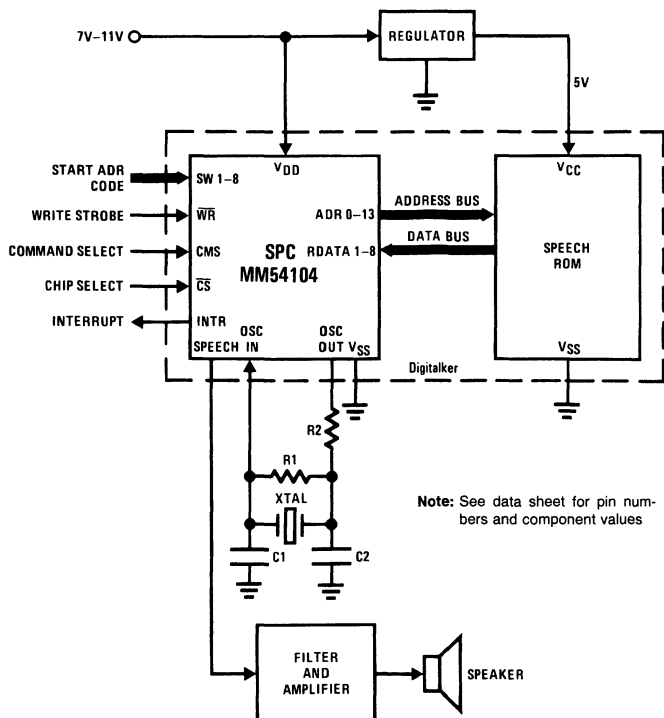 7V–11V
REGULATOR
5V
START ADR
CODE
WRITE STROBE
COMMAND SELECT
CHIP SELECT
INTERRUPT
VDD
SW 1–8
WR
CMS
CS
INTR
SPEECH
OSC
IN
SPC
MM54104
ADR 0–13
RDATA 1–8
OSC
OUT
VSS
ADDRESS BUS
DATA BUS
VCC
SPEECH
ROM
VSS
Digitalker
R2
R1
XTAL
C1
C2
Note: See data sheet for pin num-
bers and component values
FILTER
AND
AMPLIFIER
SPEAKER